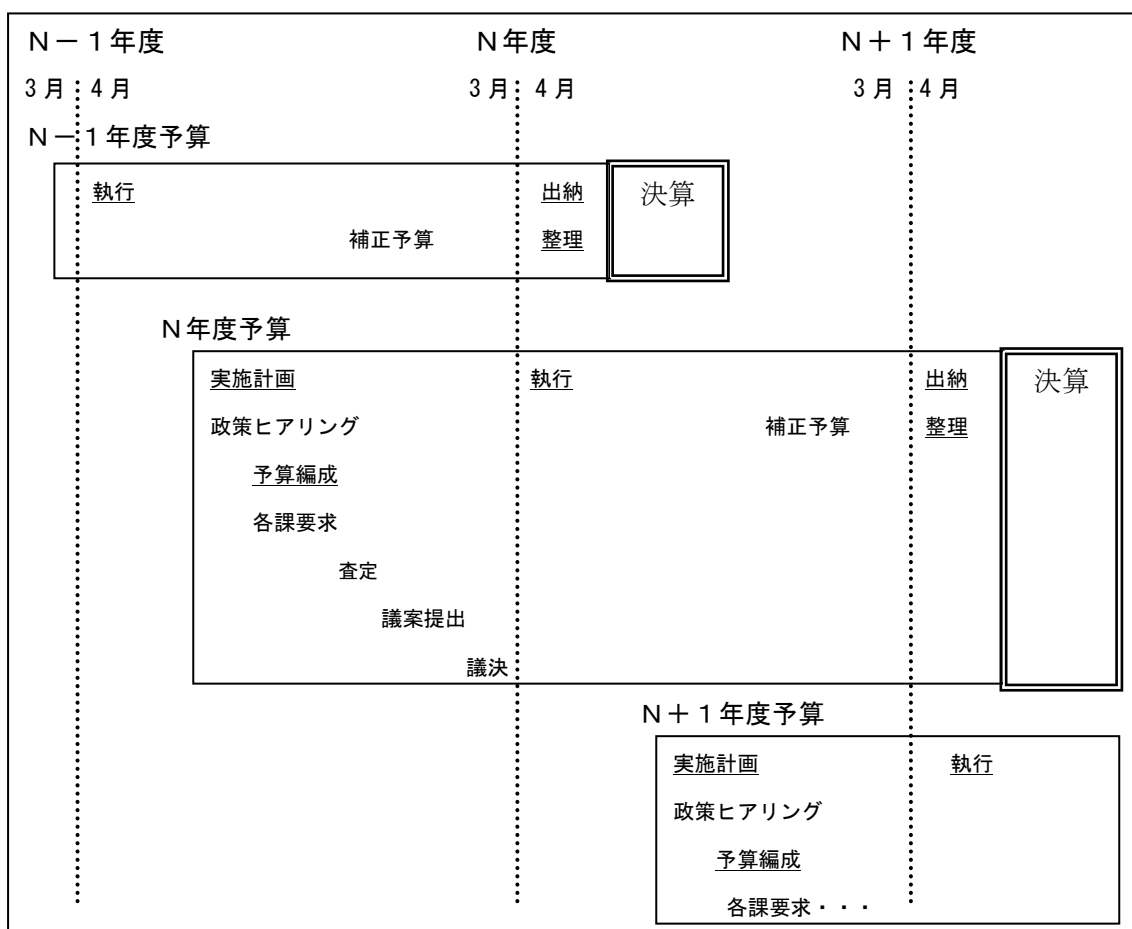 N－1年度 N年度 N＋1年度
3月 4月 3月 4月 3月 4月
N－1年度予算
執行 出納 決算
補正予算 整理
N年度予算
実施計画 執行 出納 決算
政策ヒアリング 補正予算 整理
予算編成
各課要求
査定
議案提出
議決
N＋1年度予算
実施計画 執行
政策ヒアリング
予算編成
各課要求・・・